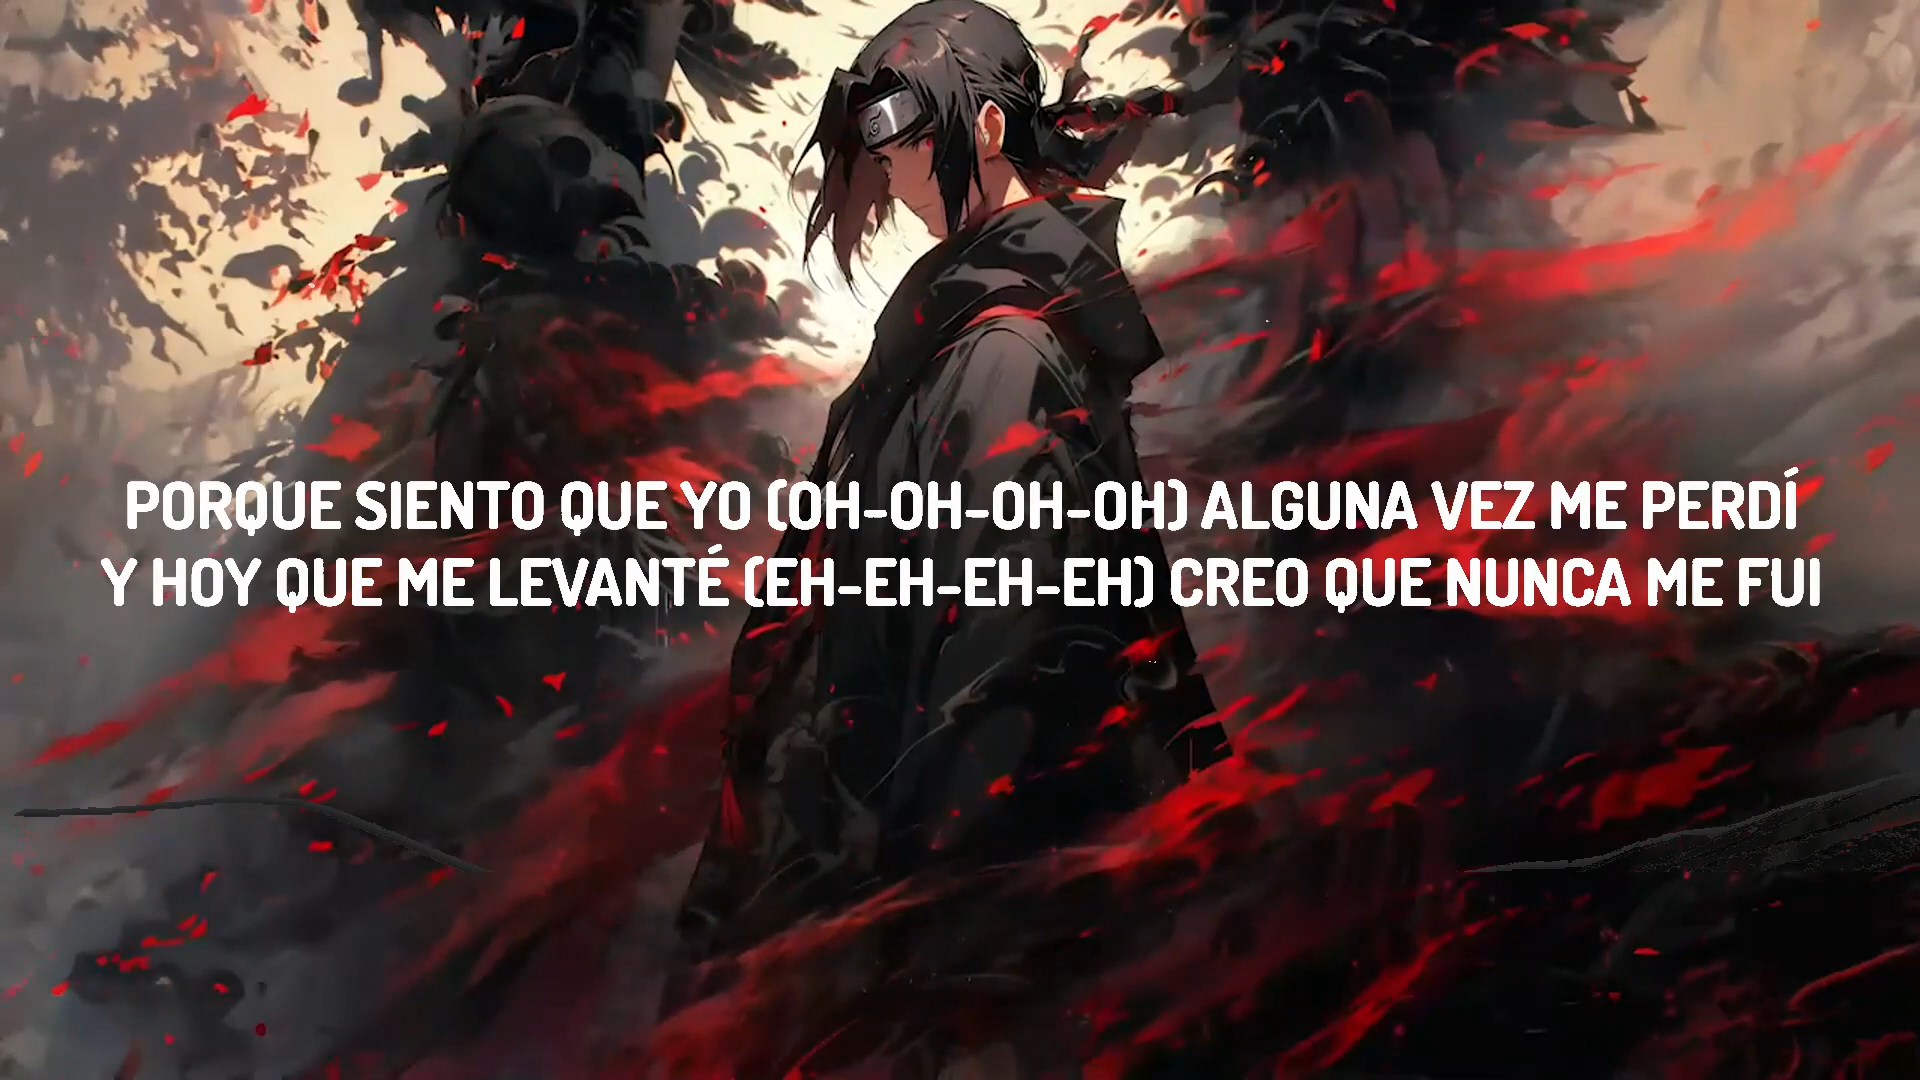 PORQUE SIENTO QUE YO (OH-OH-OH-OH) ALGUNA VEZ ME PERDÍ
Y HOY QUE ME LEVANTÉ (EH-EH-EH-EH) CREO QUE NUNCA ME FUI